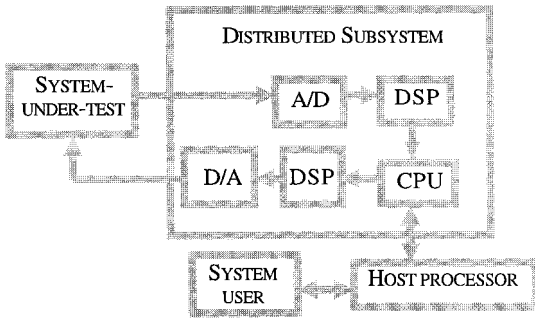 DISTRIBUTED SUBSYSTEM
SYSTEM-
UNDER-TEST
A/D
DSP
D/A
DSP
CPU
SYSTEM
USER
HOST PROCESSOR